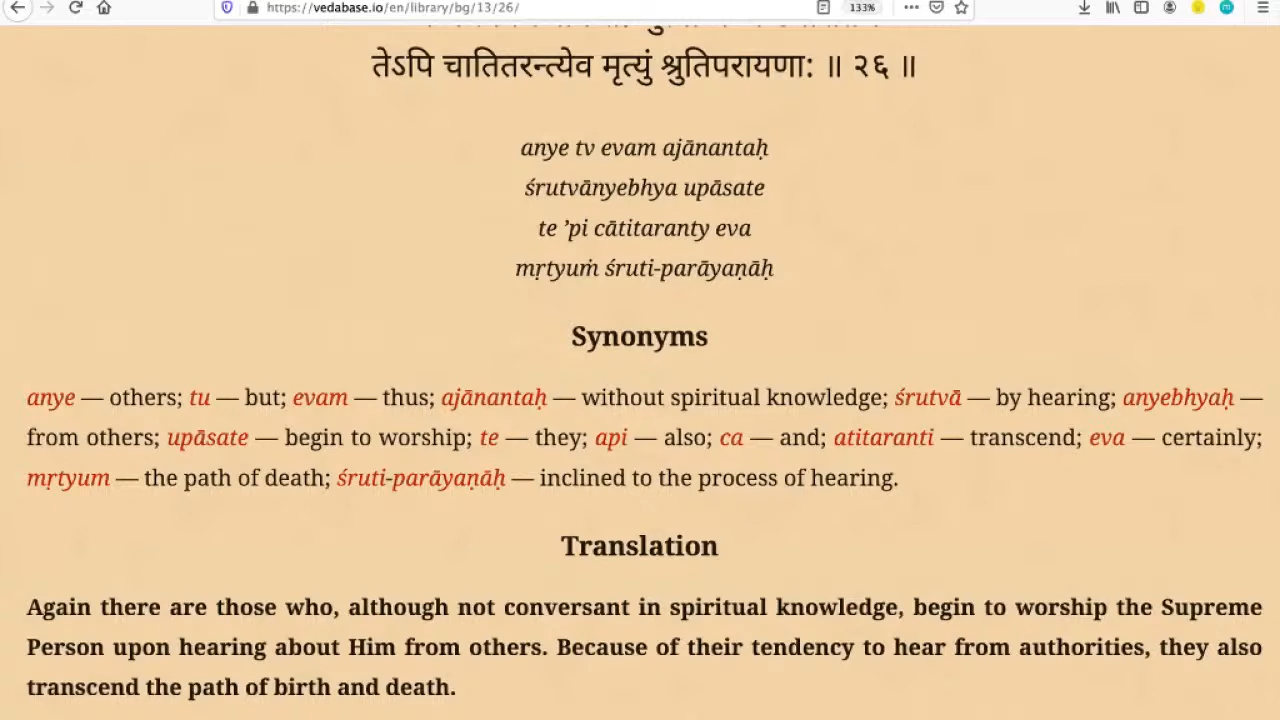 https://vedabase.io/en/library/bg/13/26/
133%
तेऽपि चातितरन्त्येव मृत्युं श्रुतिपरायणा: ॥ २६ ॥
anye tv evam ajānantaḥ
śrutvānyebhya upāsate
te ’pi cātitaranty eva
mṛtyuṁ śruti-parāyaṇāḥ
Synonyms
anye — others; tu — but; evam — thus; ajānantaḥ — without spiritual knowledge; śrutvā — by hearing; anyebhyaḥ —
from others; upāsate — begin to worship; te — they; api — also; ca — and; atitaranti — transcend; eva — certainly;
mṛtyum — the path of death; śruti-parāyaṇāḥ — inclined to the process of hearing.
Translation
Again there are those who, although not conversant in spiritual knowledge, begin to worship the Supreme
Person upon hearing about Him from others. Because of their tendency to hear from authorities, they also
transcend the path of birth and death.